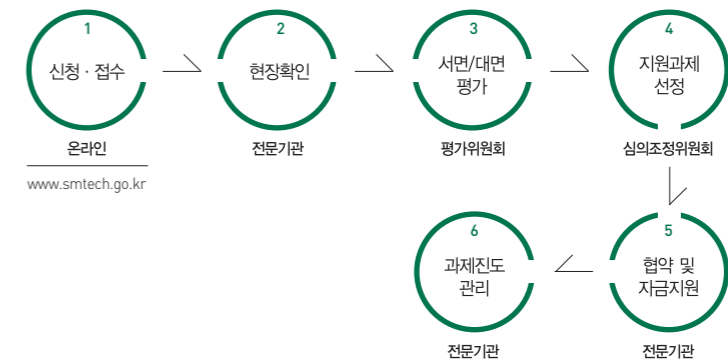 1
신청 · 접수
온라인
www.smtech.go.kr
2
현장확인
전문기관
3
서면/대면
평가
평가위원회
4
지원과제
선정
심의조정위원회
5
협약 및
자금지원
전문기관
6
과제진도
관리
전문기관